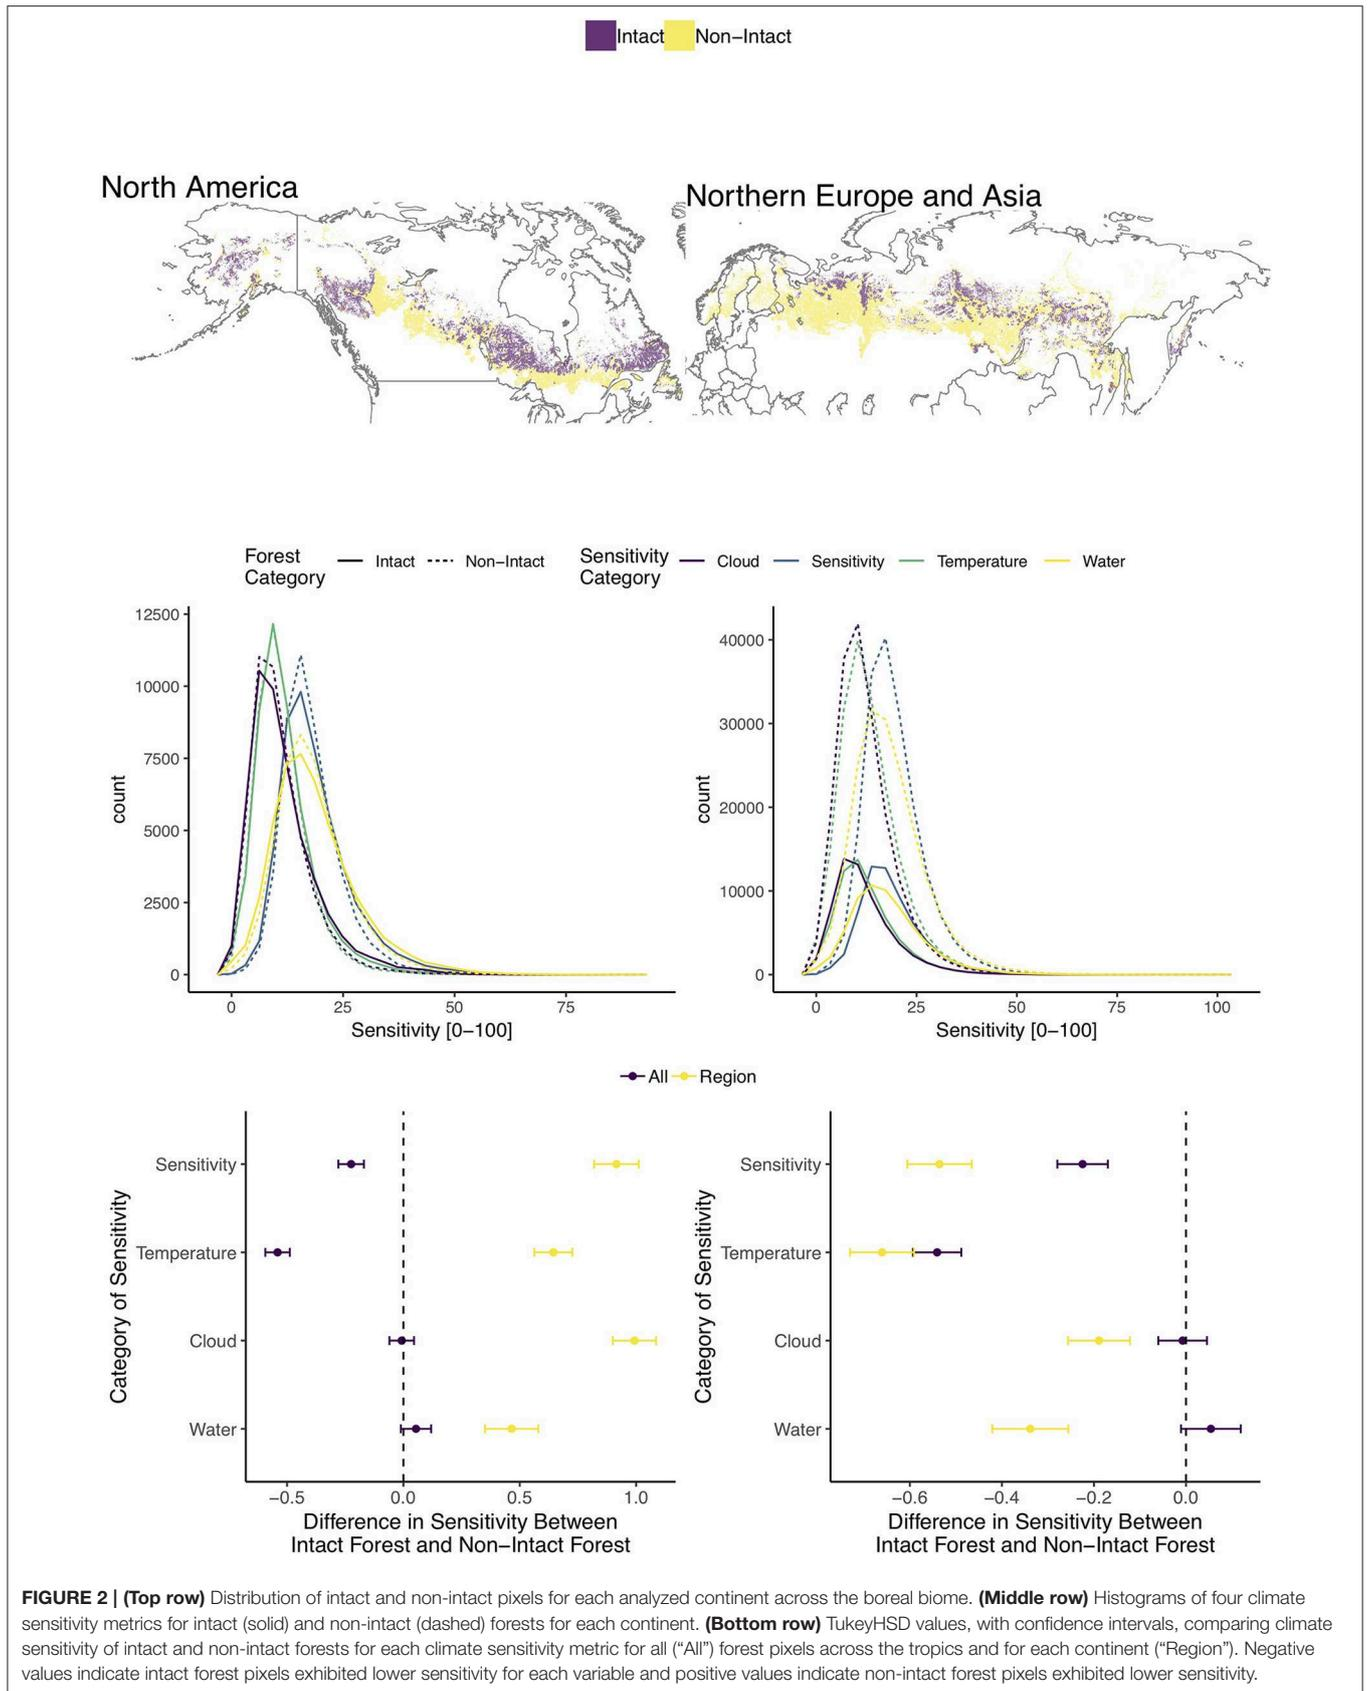 Intact Non−Intact
North America
Northern Europe and Asia
Forest Category Intact Non−Intact Sensitivity Category Cloud Sensitivity Temperature Water
12500
10000
7500
5000
2500
0
count
0 25 50 75
Sensitivity [0−100]
40000
30000
20000
10000
0
count
0 25 50 75 100
Sensitivity [0−100]
All Region
Category of Sensitivity
Sensitivity
Temperature
Cloud
Water
−0.5 0.0 0.5 1.0
Difference in Sensitivity Between
Intact Forest and Non−Intact Forest
Category of Sensitivity
Sensitivity
Temperature
Cloud
Water
−0.6 −0.4 −0.2 0.0
Difference in Sensitivity Between
Intact Forest and Non−Intact Forest
FIGURE 2 | (Top row) Distribution of intact and non-intact pixels for each analyzed continent across the boreal biome. (Middle row) Histograms of four climate
sensitivity metrics for intact (solid) and non-intact (dashed) forests for each continent. (Bottom row) TukeyHSD values, with confidence intervals, comparing climate
sensitivity of intact and non-intact forests for each climate sensitivity metric for all (“All”) forest pixels across the tropics and for each continent (“Region”). Negative
values indicate intact forest pixels exhibited lower sensitivity for each variable and positive values indicate non-intact forest pixels exhibited lower sensitivity.